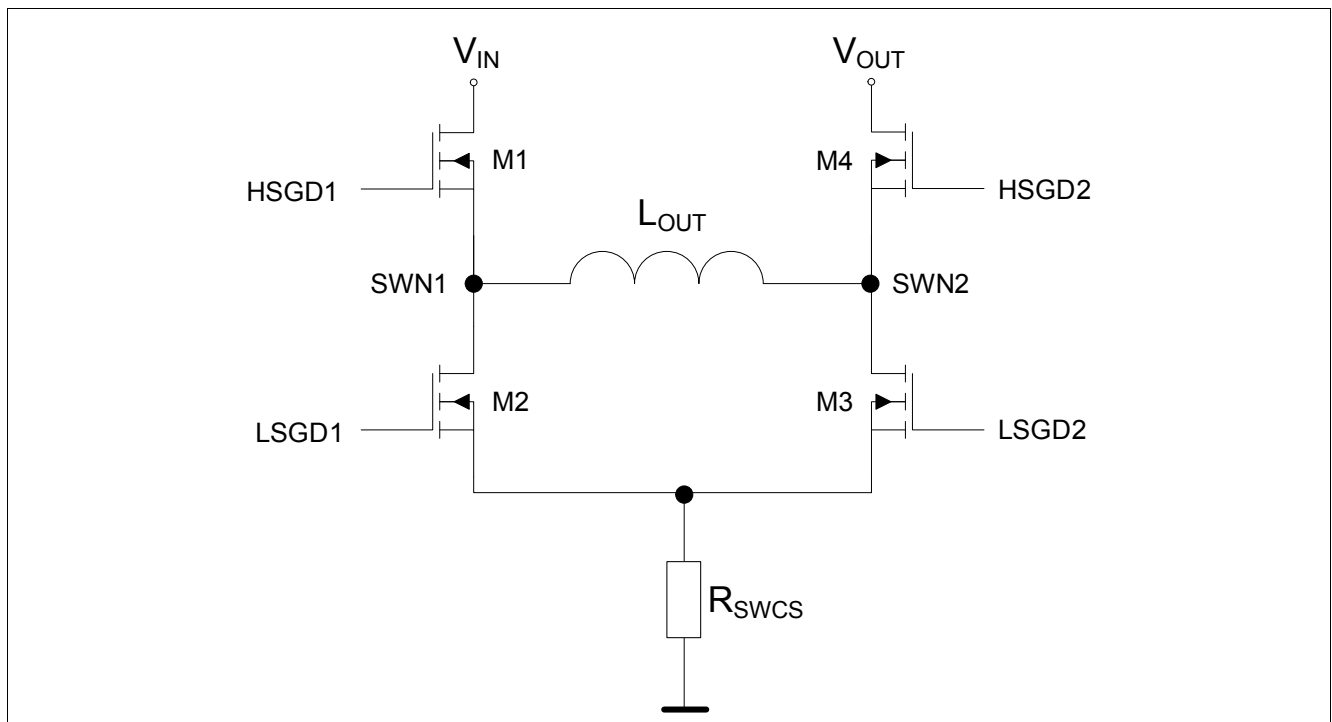 VIN
VOUT
M1
M4
HSGD1
HSGD2
LOUT
SWN1
SWN2
M2
M3
LSGD1
LSGD2
RSWCS